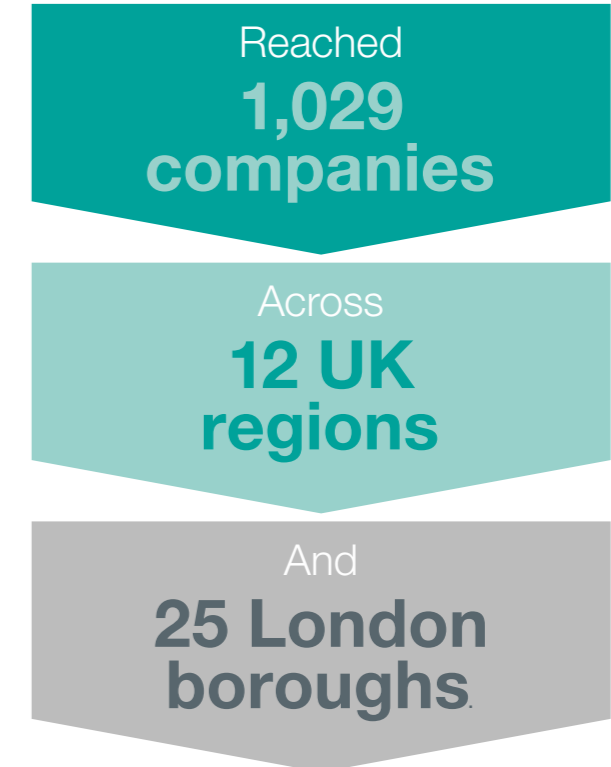 Reached
1,029
companies
Across
12 UK
regions
And
25 London
boroughs.